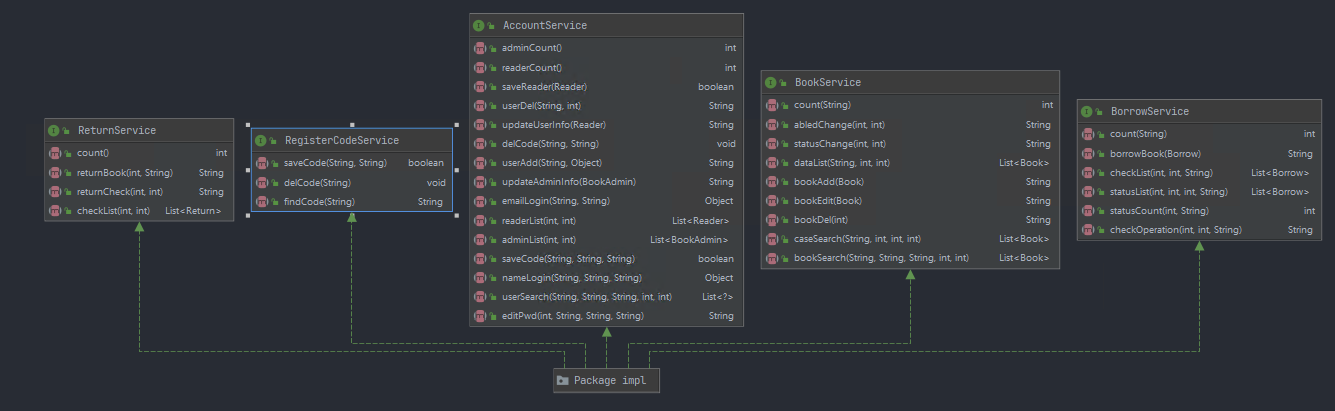 ReturnService
count() int
returnBook(int, String) String
returnCheck(int, int) String
checkList(int, int) List<Return>
RegisterCodeService
saveCode(String, String) boolean
delCode(String) void
findCode(String) String
AccountService
adminCount() int
readerCount() int
saveReader(Reader) boolean
userDel(String, int) String
updateUserInfo(Reader) String
delCode(String, String) void
userAdd(String, Object) String
updateAdminInfo(BookAdmin) String
emailLogin(String, String) Object
readerList(int, int) List<Reader>
adminList(int, int) List<BookAdmin>
saveCode(String, String, String) boolean
nameLogin(String, String, String) Object
userSearch(String, String, String, int, int) List<?>
editPwd(int, String, String, String) String
BookService
count(String) int
abledChange(int, int) String
statusChange(int, int) String
dataList(String, int, int) List<Book>
bookAdd(Book) String
bookEdit(Book) String
bookDel(int) String
caseSearch(String, int, int, int) List<Book>
bookSearch(String, String, String, int, int) List<Book>
BorrowService
count(String) int
borrowBook(Borrow) String
checkList(int, int, String) List<Borrow>
statusList(int, int, int, String) List<Borrow>
statusCount(int, String) int
checkOperation(int, int, String) String
Package impl